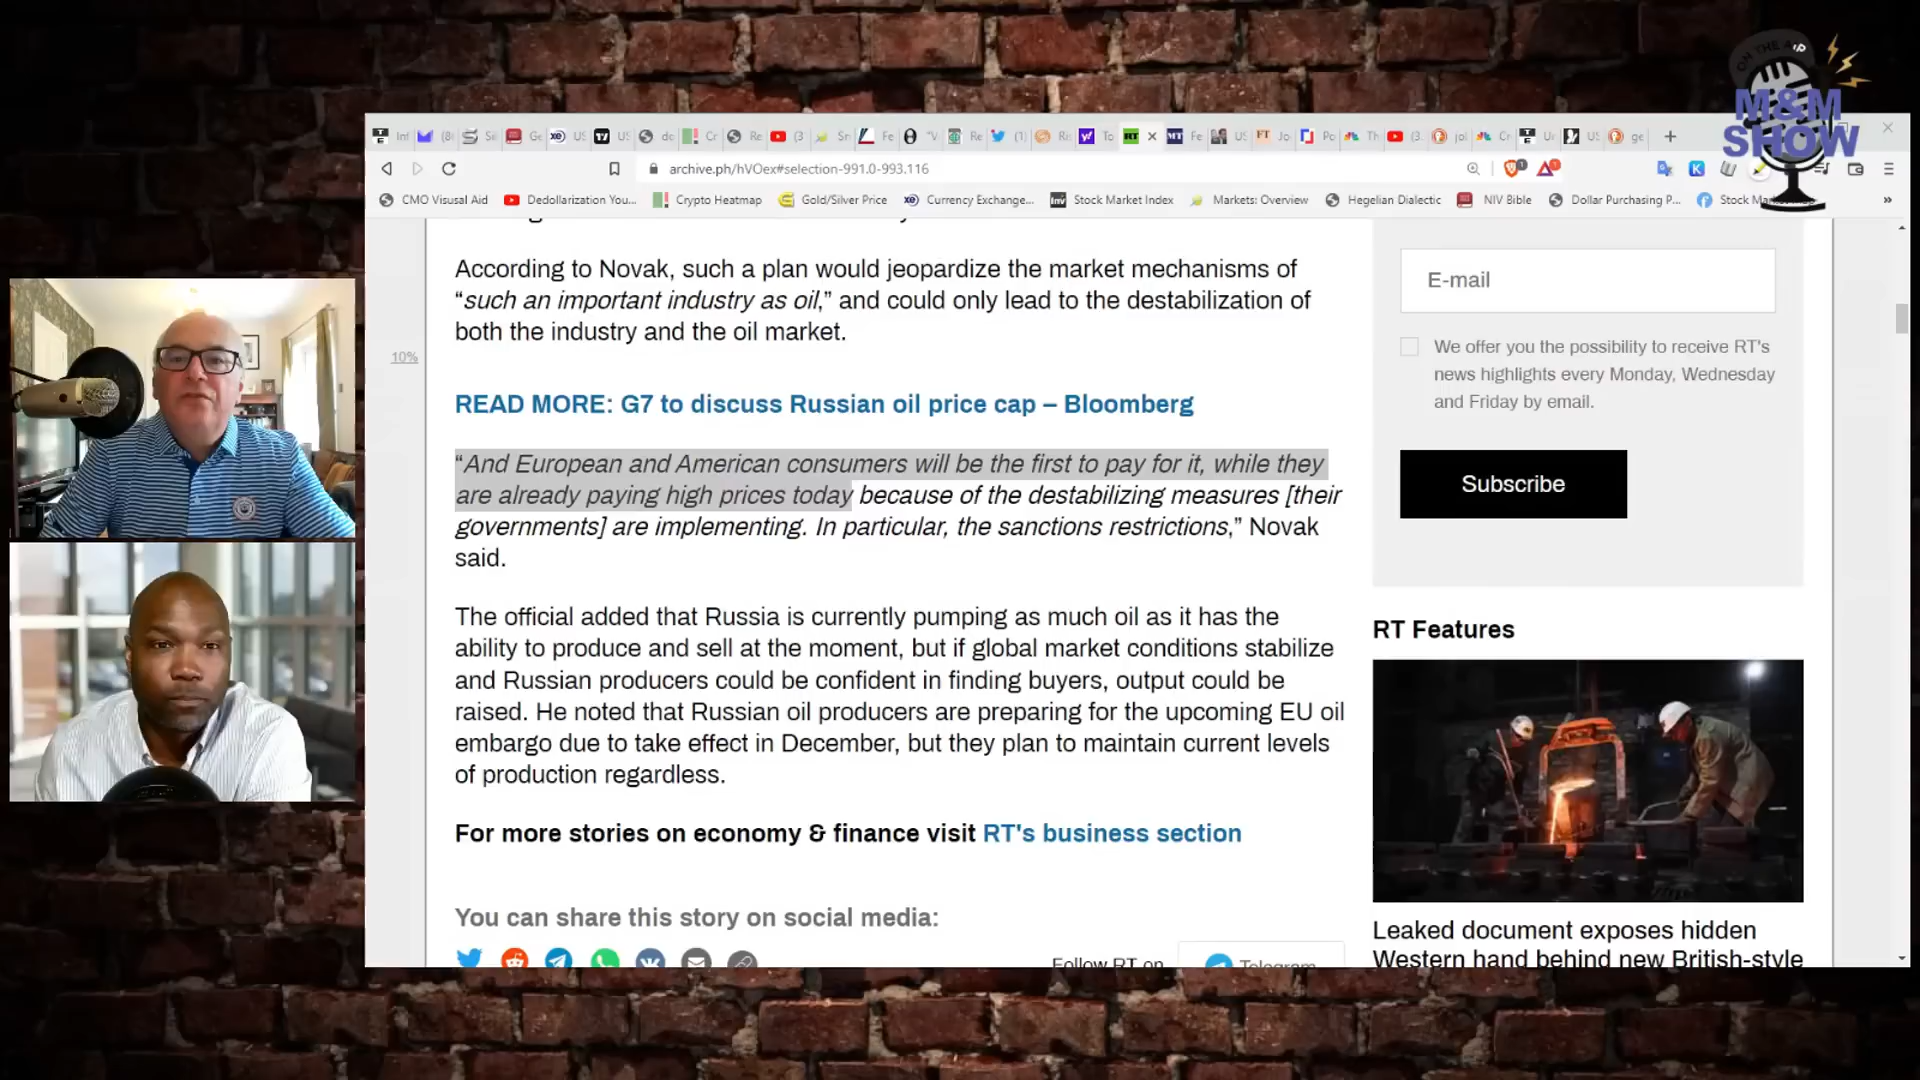 ON THE AIR
M&M
SHOW
archive.ph/hVOex#selection-991.0-993.116
CMO Visusal Aid
Dedollarization You...
Crypto Heatmap
Gold/Silver Price
Currency Exchange...
Stock Market Index
Markets: Overview
Hegelian Dialectic
NIV Bible
Dollar Purchasing P...
According to Novak, such a plan would jeopardize the market mechanisms of
“such an important industry as oil,” and could only lead to the destabilization of
both the industry and the oil market.
10%
READ MORE: G7 to discuss Russian oil price cap – Bloomberg
“And European and American consumers will be the first to pay for it, while they
are already paying high prices today because of the destabilizing measures [their
governments] are implementing. In particular, the sanctions restrictions,” Novak
said.
The official added that Russia is currently pumping as much oil as it has the
ability to produce and sell at the moment, but if global market conditions stabilize
and Russian producers could be confident in finding buyers, output could be
raised. He noted that Russian oil producers are preparing for the upcoming EU oil
embargo due to take effect in December, but they plan to maintain current levels
of production regardless.
For more stories on economy & finance visit RT's business section
You can share this story on social media:
Follow RT on
Telegram
E-mail
We offer you the possibility to receive RT's
news highlights every Monday, Wednesday
and Friday by email.
Subscribe
RT Features
Leaked document exposes hidden
Western hand behind new British-style